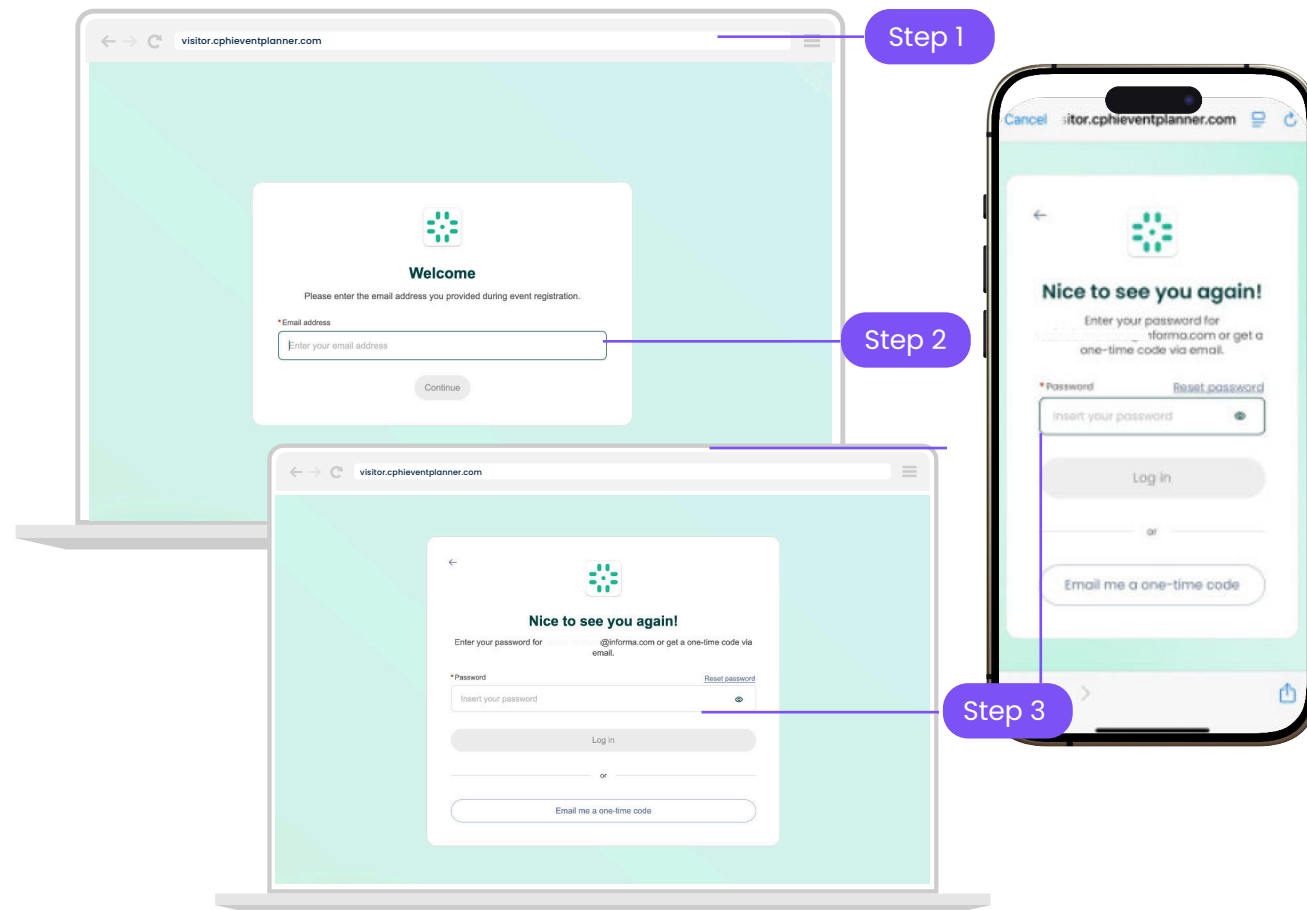 visitor.cphieventplanner.com
Step 1
Welcome
Please enter the email address you provided during event registration.
*Email address
Enter your email address
Continue
Step 2
visitor.cphieventplanner.com
Nice to see you again!
Enter your password for @informa.com or get a one-time code via
email.
*Password Reset password
Insert your password
Log in
or
Email me a one-time code
Step 3
Cancel sitor.cphieventplanner.com
Nice to see you again!
Enter your password for
nforma.com or get a
one-time code via email.
*Password Reset password
Insert your password
Log in
or
Email me a one-time code